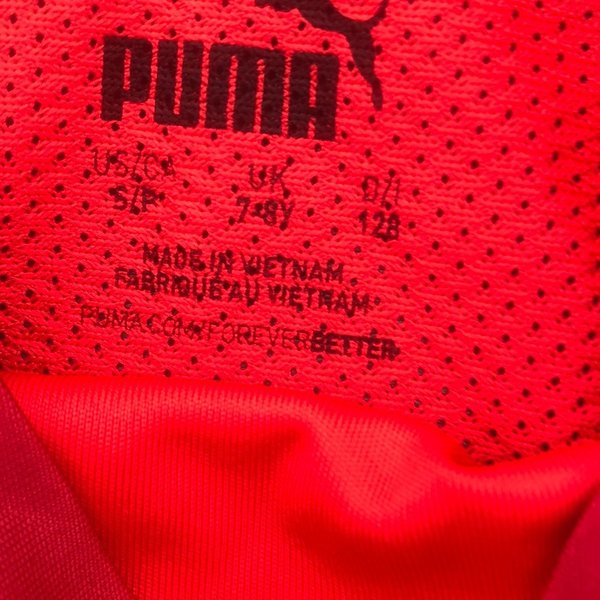 PUMA
US/CA UK D/I
S/P 7-8Y 128
MADE IN VIETNAM
FABRIQUÉ AU VIETNAM
PUMA.COM/FOREVERBETTER